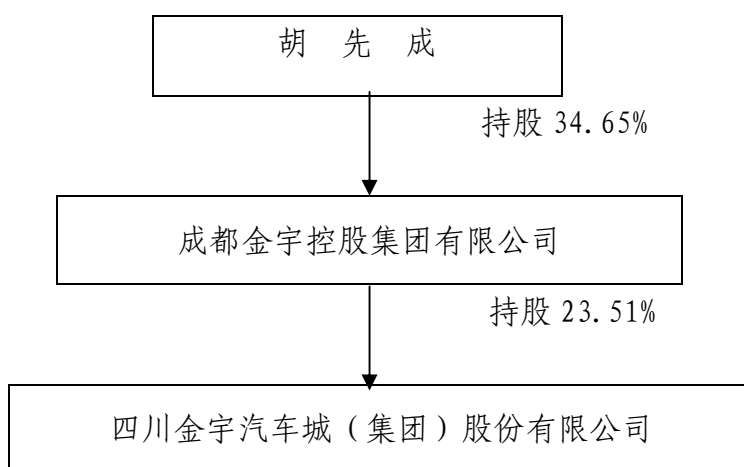 胡 先 成
持股 34.65%
成都金宇控股集团有限公司
持股 23.51%
四川金宇汽车城（集团）股份有限公司